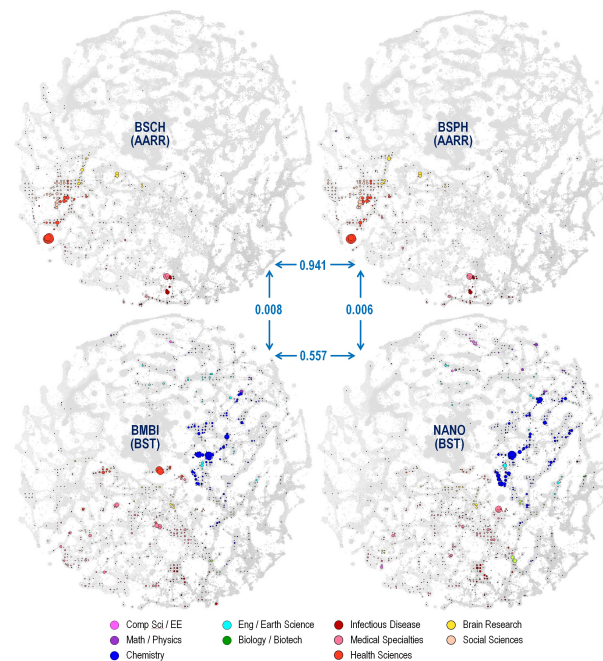 BSCH
(AARR)
BSPH
(AARR)
0.941
0.008
0.006
0.557
BMBI
(BST)
NANO
(BST)
Comp Sci / EE
Eng / Earth Science
Infectious Disease
Brain Research
Math / Physics
Biology / Biotech
Medical Specialties
Social Sciences
Chemistry
Health Sciences